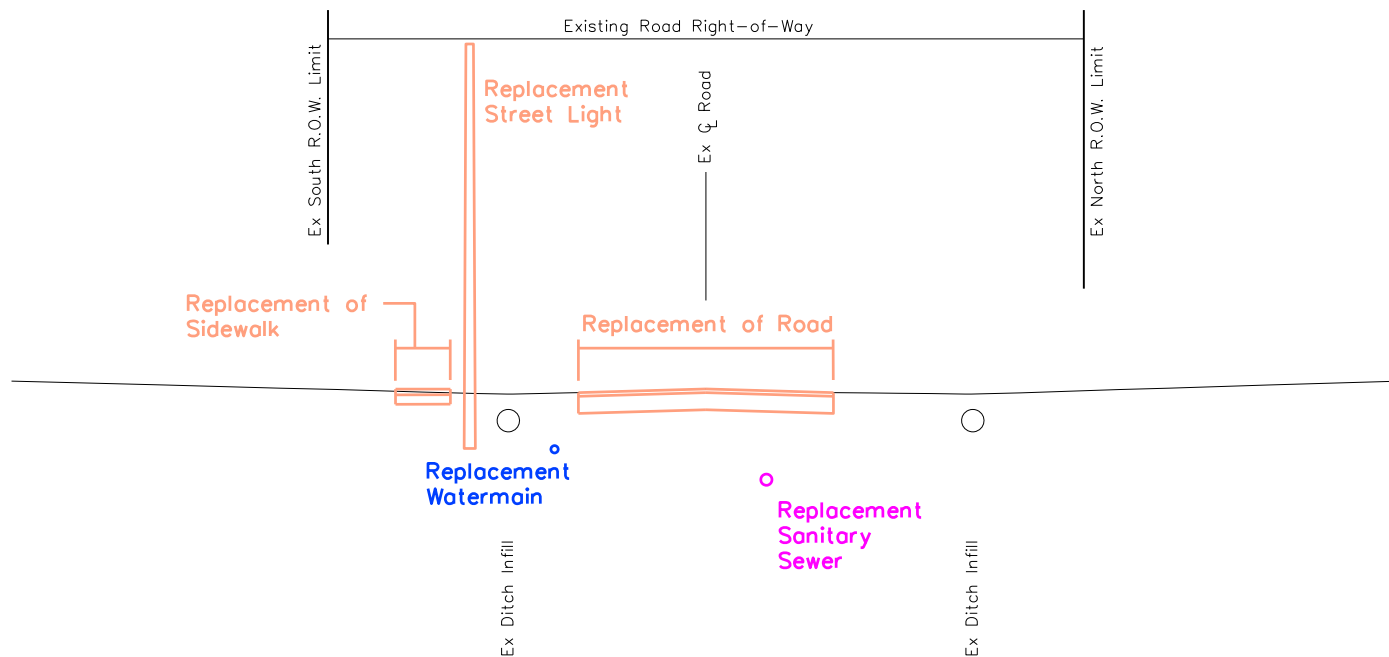 Existing Road Right-of-Way
Ex South R.O.W. Limit
Replacement
Street Light
Ex ℄ Road
Ex North R.O.W. Limit
Replacement of
Sidewalk
Replacement of Road
Replacement
Watermain
Replacement
Sanitary
Sewer
Ex Ditch Infill
Ex Ditch Infill